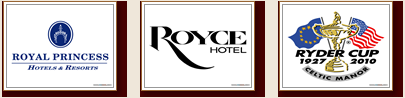 ROYAL PRINCESS
HOTELS & RESORTS
ROYCE
HOTEL
RYDER CUP
1927 2010
CELTIC MANOR